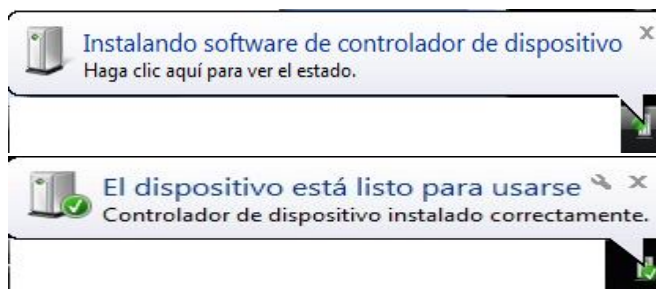 Instalando software de controlador de dispositivo
Haga clic aquí para ver el estado.
El dispositivo está listo para usarse
Controlador de dispositivo instalado correctamente.